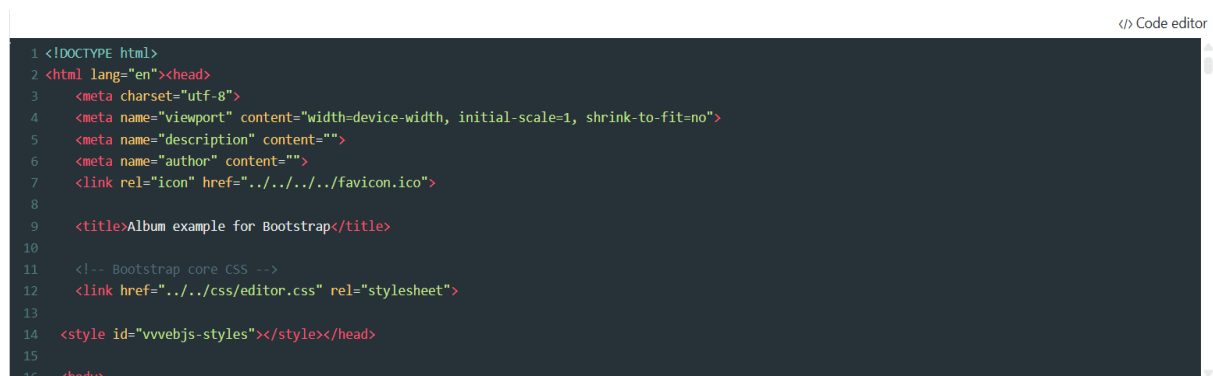 </> Code editor
1 <!DOCTYPE html>
2 <html lang="en"><head>
3     <meta charset="utf-8">
4     <meta name="viewport" content="width=device-width, initial-scale=1, shrink-to-fit=no">
5     <meta name="description" content="">
6     <meta name="author" content="">
7     <link rel="icon" href="../../../../favicon.ico">
8
9     <title>Album example for Bootstrap</title>
10
11     <!-- Bootstrap core CSS -->
12     <link href="../../css/editor.css" rel="stylesheet">
13
14   <style id="vvvebjs-styles"></style></head>
15
16   <body>